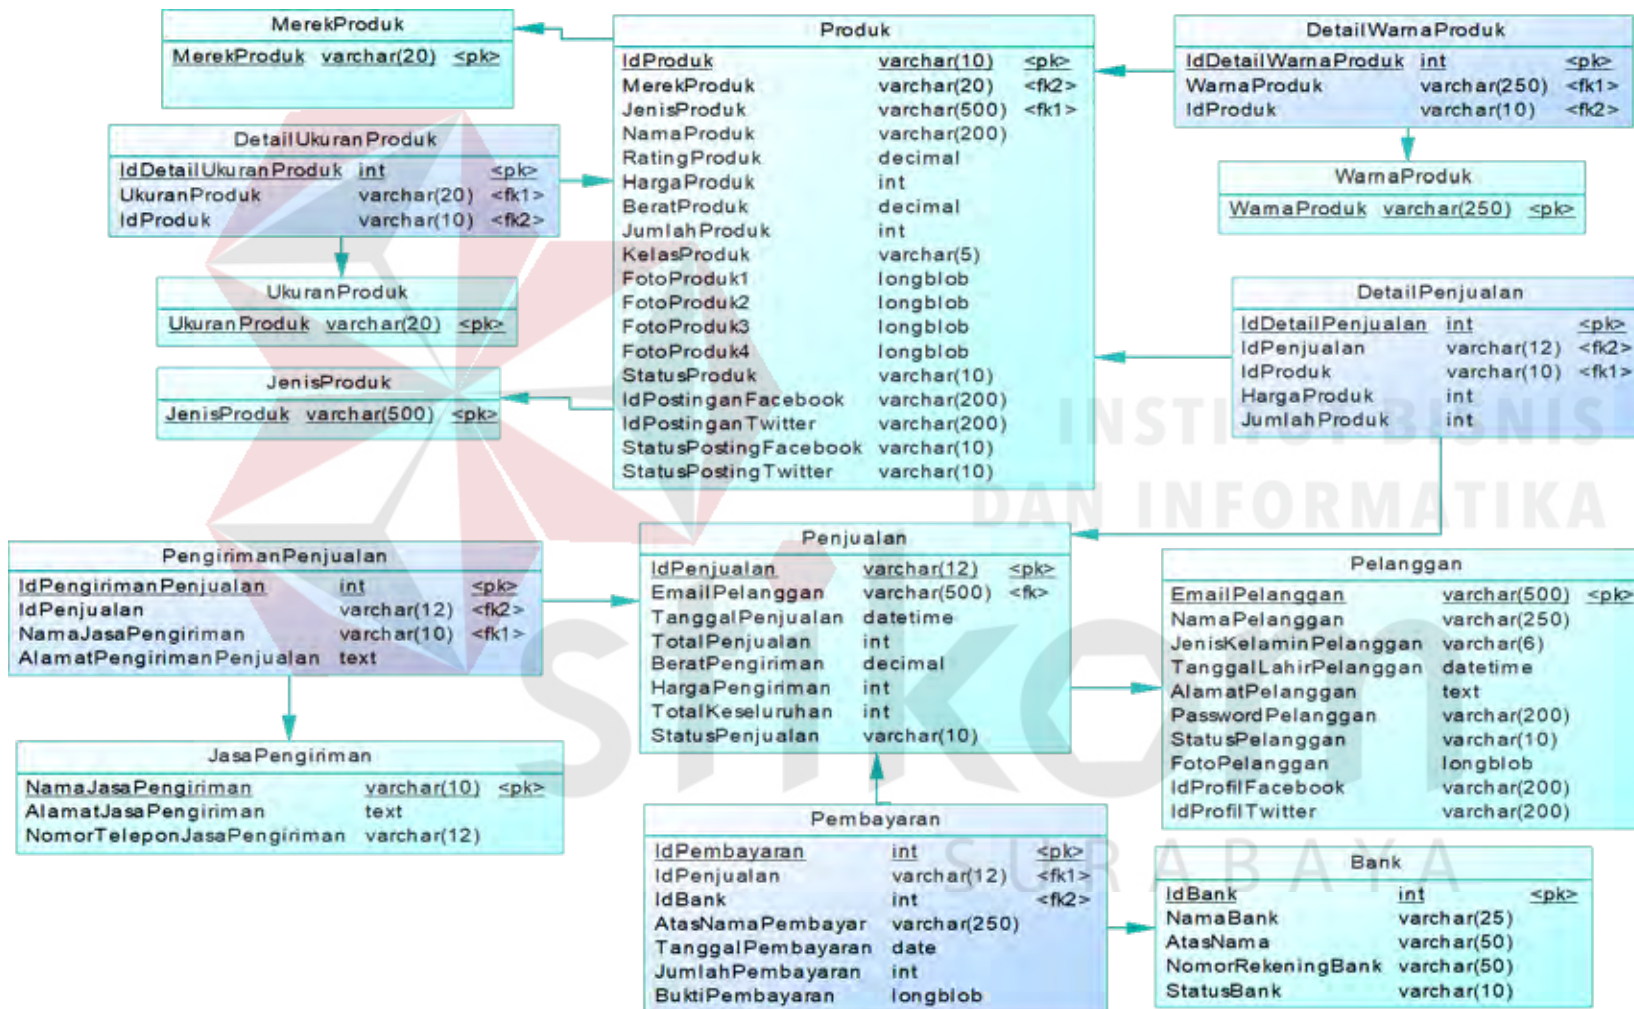 MerekProduk
MerekProduk varchar(20) <pk>
Produk
IdProduk varchar(10) <pk>
MerekProduk varchar(20) <fk2>
JenisProduk varchar(500) <fk1>
NamaProduk varchar(200)
RatingProduk decimal
HargaProduk int
BeratProduk decimal
JumlahProduk int
KelasProduk varchar(5)
FotoProduk1 longblob
FotoProduk2 longblob
FotoProduk3 longblob
FotoProduk4 longblob
StatusProduk varchar(10)
IdPostinganFacebook varchar(200)
IdPostinganTwitter varchar(200)
StatusPostingFacebook varchar(10)
StatusPostingTwitter varchar(10)
DetailWarnaProduk
IdDetailWarnaProduk int <pk>
WarnaProduk varchar(250) <fk1>
IdProduk varchar(10) <fk2>
DetailUkuranProduk
IdDetailUkuranProduk int <pk>
UkuranProduk varchar(20) <fk1>
IdProduk varchar(10) <fk2>
WarnaProduk
WarnaProduk varchar(250) <pk>
UkuranProduk
UkuranProduk varchar(20) <pk>
DetailPenjualan
IdDetailPenjualan int <pk>
IdPenjualan varchar(12) <fk2>
IdProduk varchar(10) <fk1>
HargaProduk int
JumlahProduk int
JenisProduk
JenisProduk varchar(500) <pk>
INSTITUT BISNIS
DAN INFORMATIKA
stikom
SURABAYA
PengirimanPenjualan
IdPengirimanPenjualan int <pk>
IdPenjualan varchar(12) <fk2>
NamaJasaPengiriman varchar(10) <fk1>
AlamatPengirimanPenjualan text
Penjualan
IdPenjualan varchar(12) <pk>
EmailPelanggan varchar(500) <fk>
TanggalPenjualan datetime
TotalPenjualan int
BeratPengiriman decimal
HargaPengiriman int
TotalKeseluruhan int
StatusPenjualan varchar(10)
Pelanggan
EmailPelanggan varchar(500) <pk>
NamaPelanggan varchar(250)
JenisKelaminPelanggan varchar(6)
TanggalLahirPelanggan datetime
AlamatPelanggan text
PasswordPelanggan varchar(200)
StatusPelanggan varchar(10)
FotoPelanggan longblob
IdProfilFacebook varchar(200)
IdProfilTwitter varchar(200)
JasaPengiriman
NamaJasaPengiriman varchar(10) <pk>
AlamatJasaPengiriman text
NomorTeleponJasaPengiriman varchar(12)
Pembayaran
IdPembayaran int <pk>
IdPenjualan varchar(12) <fk1>
IdBank int <fk2>
AtasNamaPembayar varchar(250)
TanggalPembayaran date
JumlahPembayaran int
BuktiPembayaran longblob
Bank
IdBank int <pk>
NamaBank varchar(25)
AtasNama varchar(50)
NomorRekeningBank varchar(50)
StatusBank varchar(10)